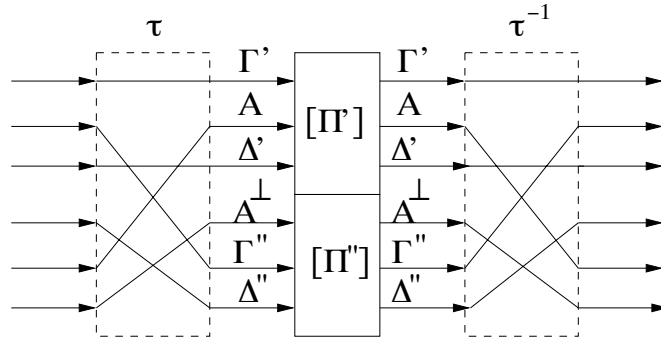 τ τ⁻¹
Γ' Γ'
A A
[Π']
Δ' Δ'
A⊥ A⊥
Γ" [Π"] Γ"
Δ" Δ"